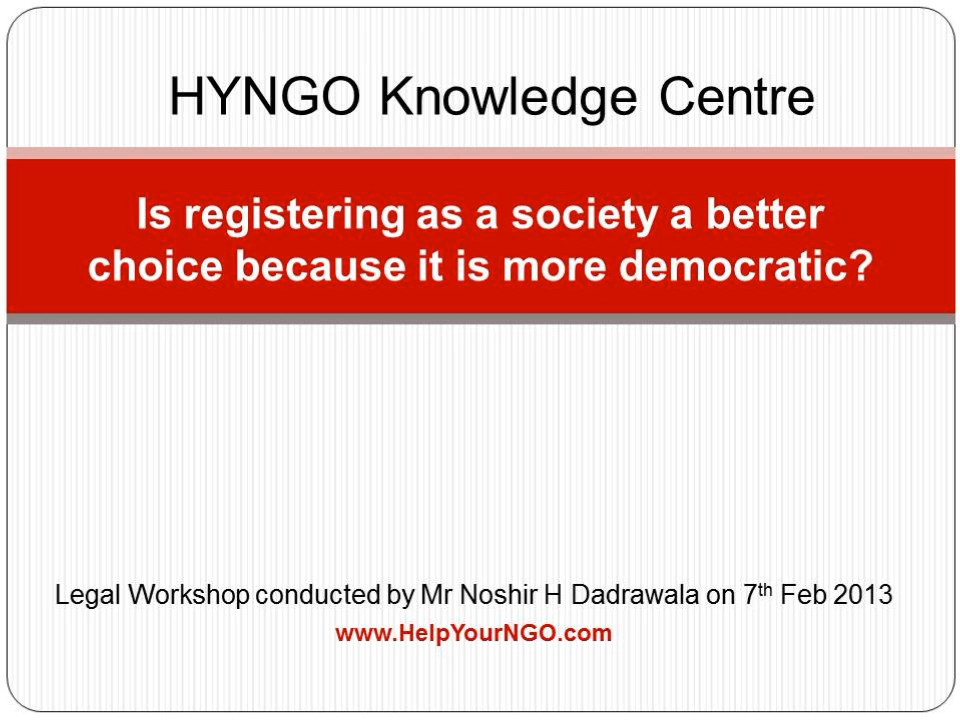 HYNGO Knowledge Centre
Is registering as a society a better
choice because it is more democratic?
Legal Workshop conducted by Mr Noshir H Dadrawala on 7th Feb 2013
www.HelpYourNGO.com